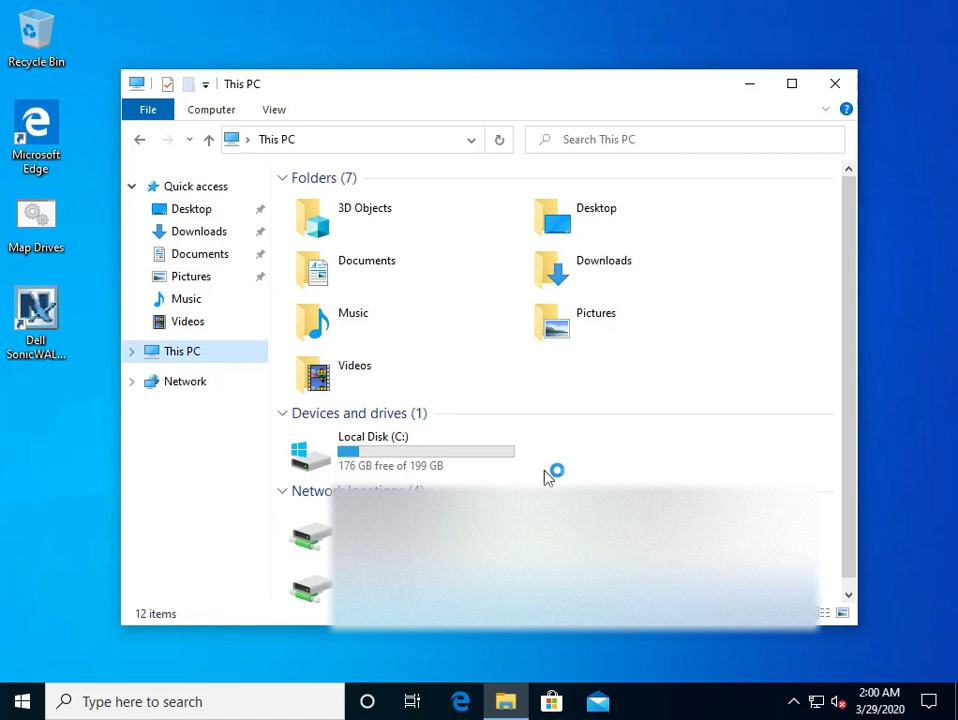 Recycle Bin
Microsoft
Edge
Map Drives
Dell
SonicWAL...
This PC
File
Computer
View
This PC
Search This PC
Quick access
Desktop
Downloads
Documents
Pictures
Music
Videos
This PC
Network
Folders (7)
3D Objects
Desktop
Documents
Downloads
Music
Pictures
Videos
Devices and drives (1)
Local Disk (C:)
176 GB free of 199 GB
Network locations (4)
12 items
Type here to search
2:00 AM
3/29/2020